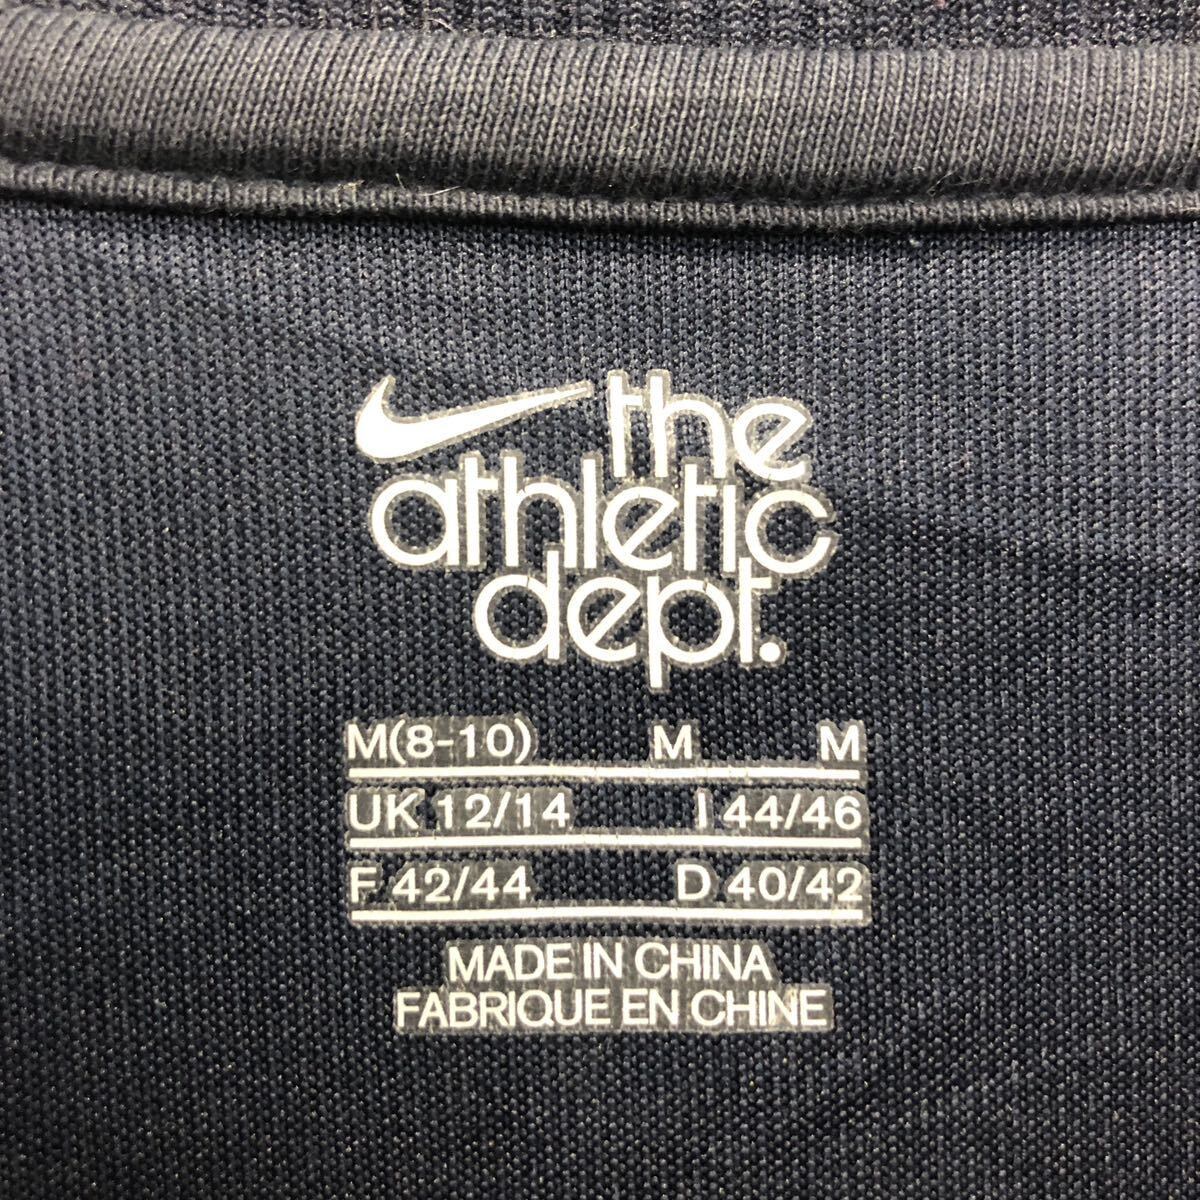 the
athletic
dept.
M(8-10) M M
UK 12/14 I 44/46
F 42/44 D 40/42
MADE IN CHINA
FABRIQUE EN CHINE